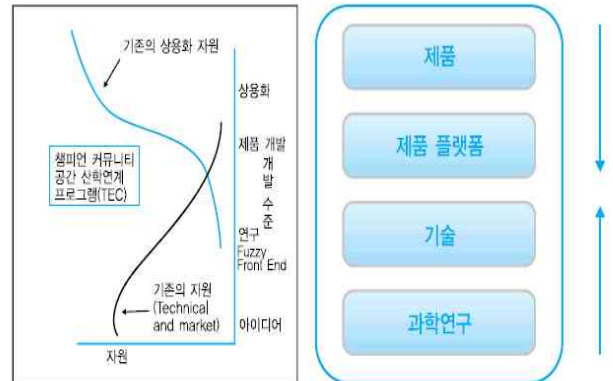 기존의 상용화 자원
상용화
제품 개발
개
발
수
준
챔피언 커뮤니티
공간 산학연계
프로그램(TEC)
연구
Fuzzy
Front End
기존의 자원
(Technical
and market)
아이디어
자원
제품
제품 플랫폼
기술
과학연구